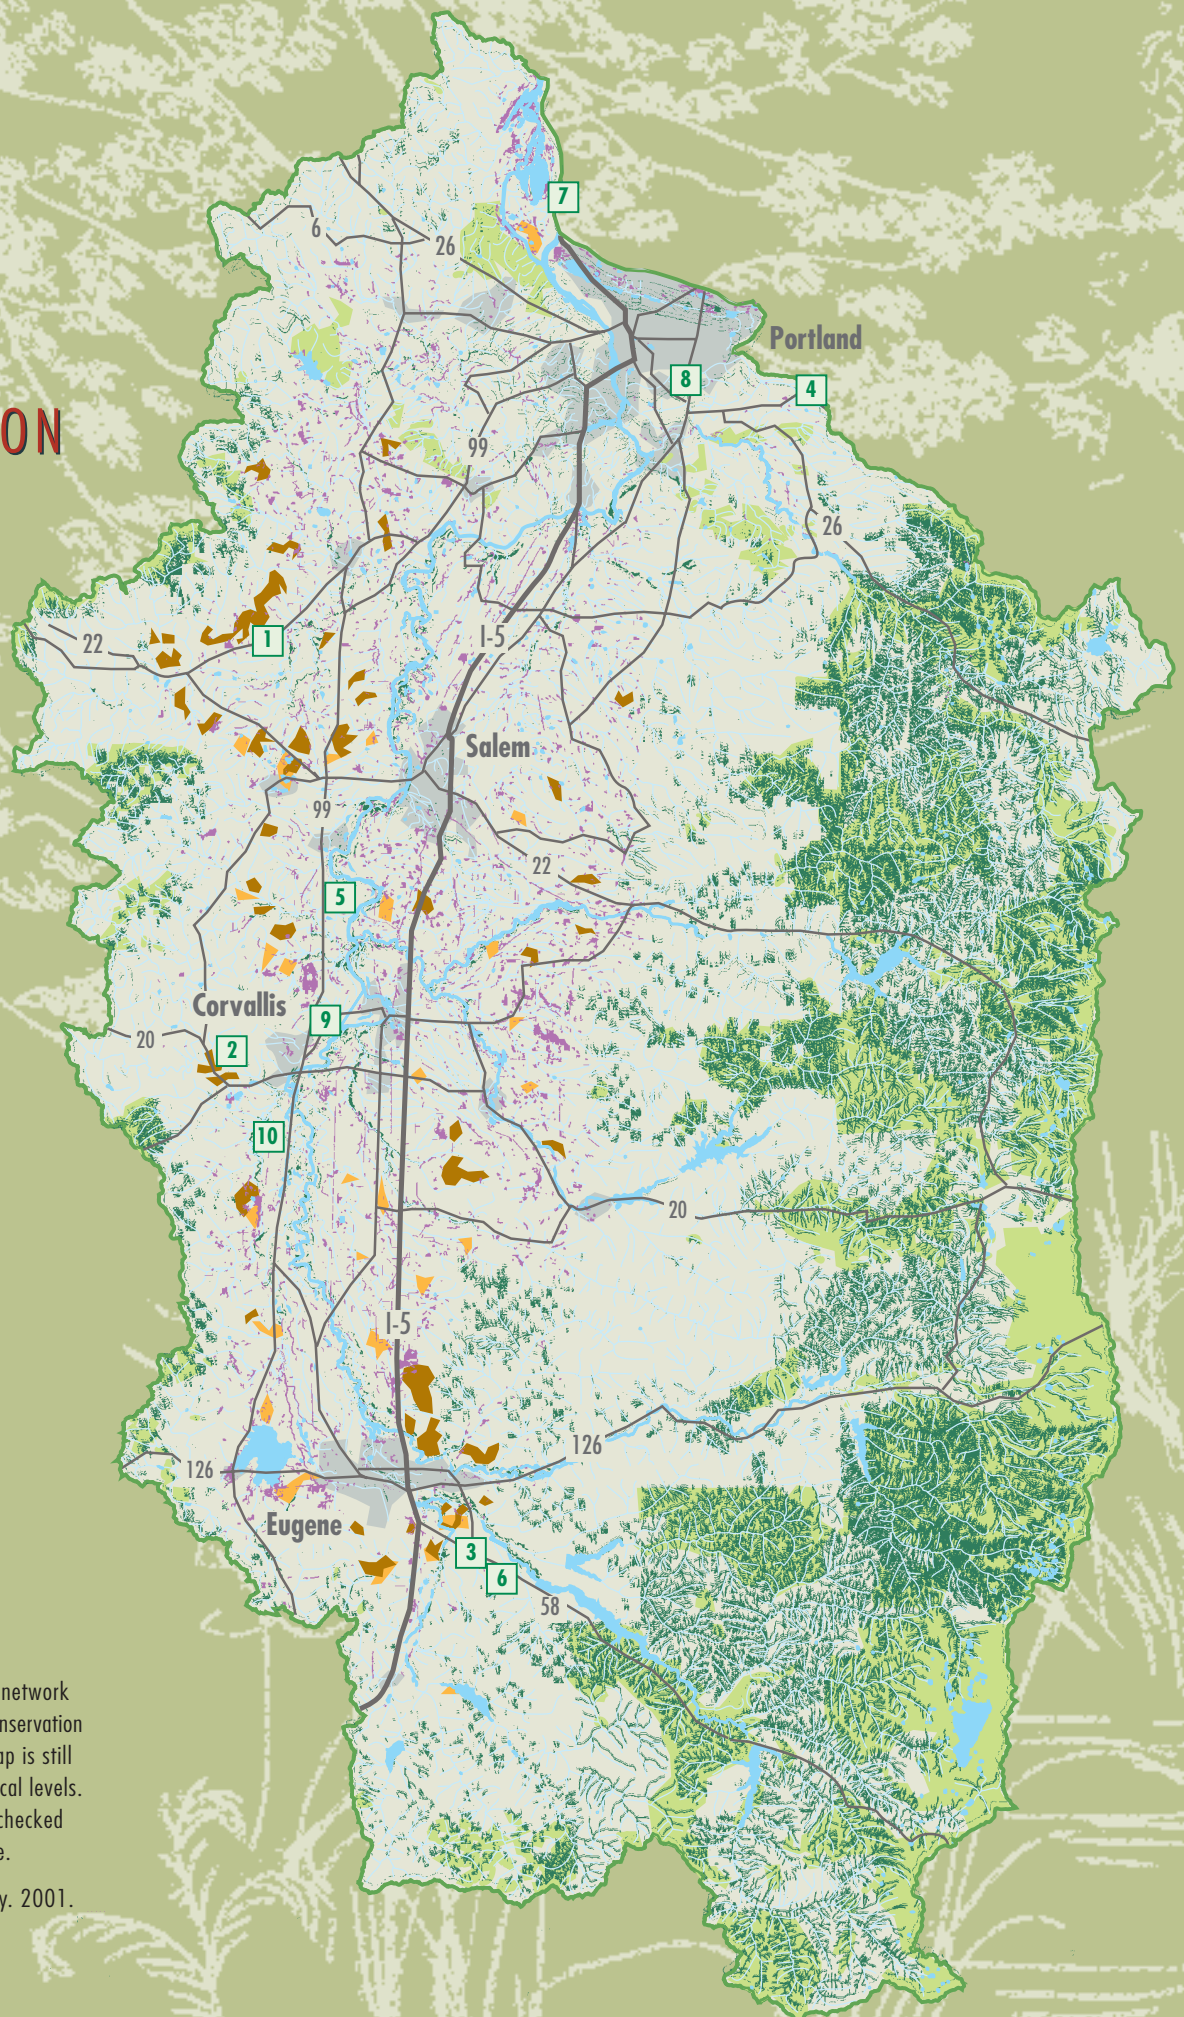 7
6
26
Portland
8
4
ON
99
26
22
1
I-5
Salem
99
22
5
Corvallis
9
20
2
10
20
I-5
126
126
Eugene
3
6
58
network
nservation
ap is still
cal levels.
checked
e.
y. 2001.